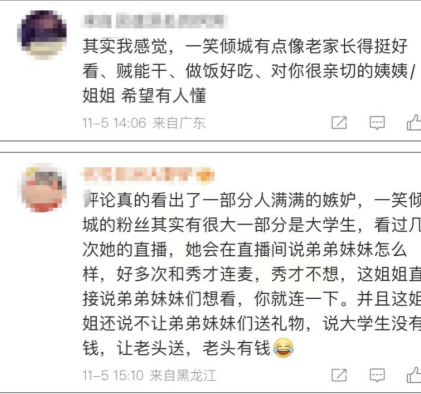 其实我感觉，一笑倾城有点像老家长得挺好
看、贼能干、做饭好吃、对你很亲切的姨姨/
姐姐 希望有人懂
11-5 14:06 来自广东
评论真的看出了一部分人满满的嫉妒，一笑倾
城的粉丝其实有很大一部分是大学生，看过几
次她的直播，她会在直播间说弟弟妹妹怎么
样，好多次和秀才连麦，秀才不想，这姐姐直
接说弟弟妹妹们想看，你就连一下。并且这姐
姐还说不让弟弟妹妹们送礼物，说大学生没有
钱，让老头送，老头有钱😂
11-5 15:10 来自黑龙江